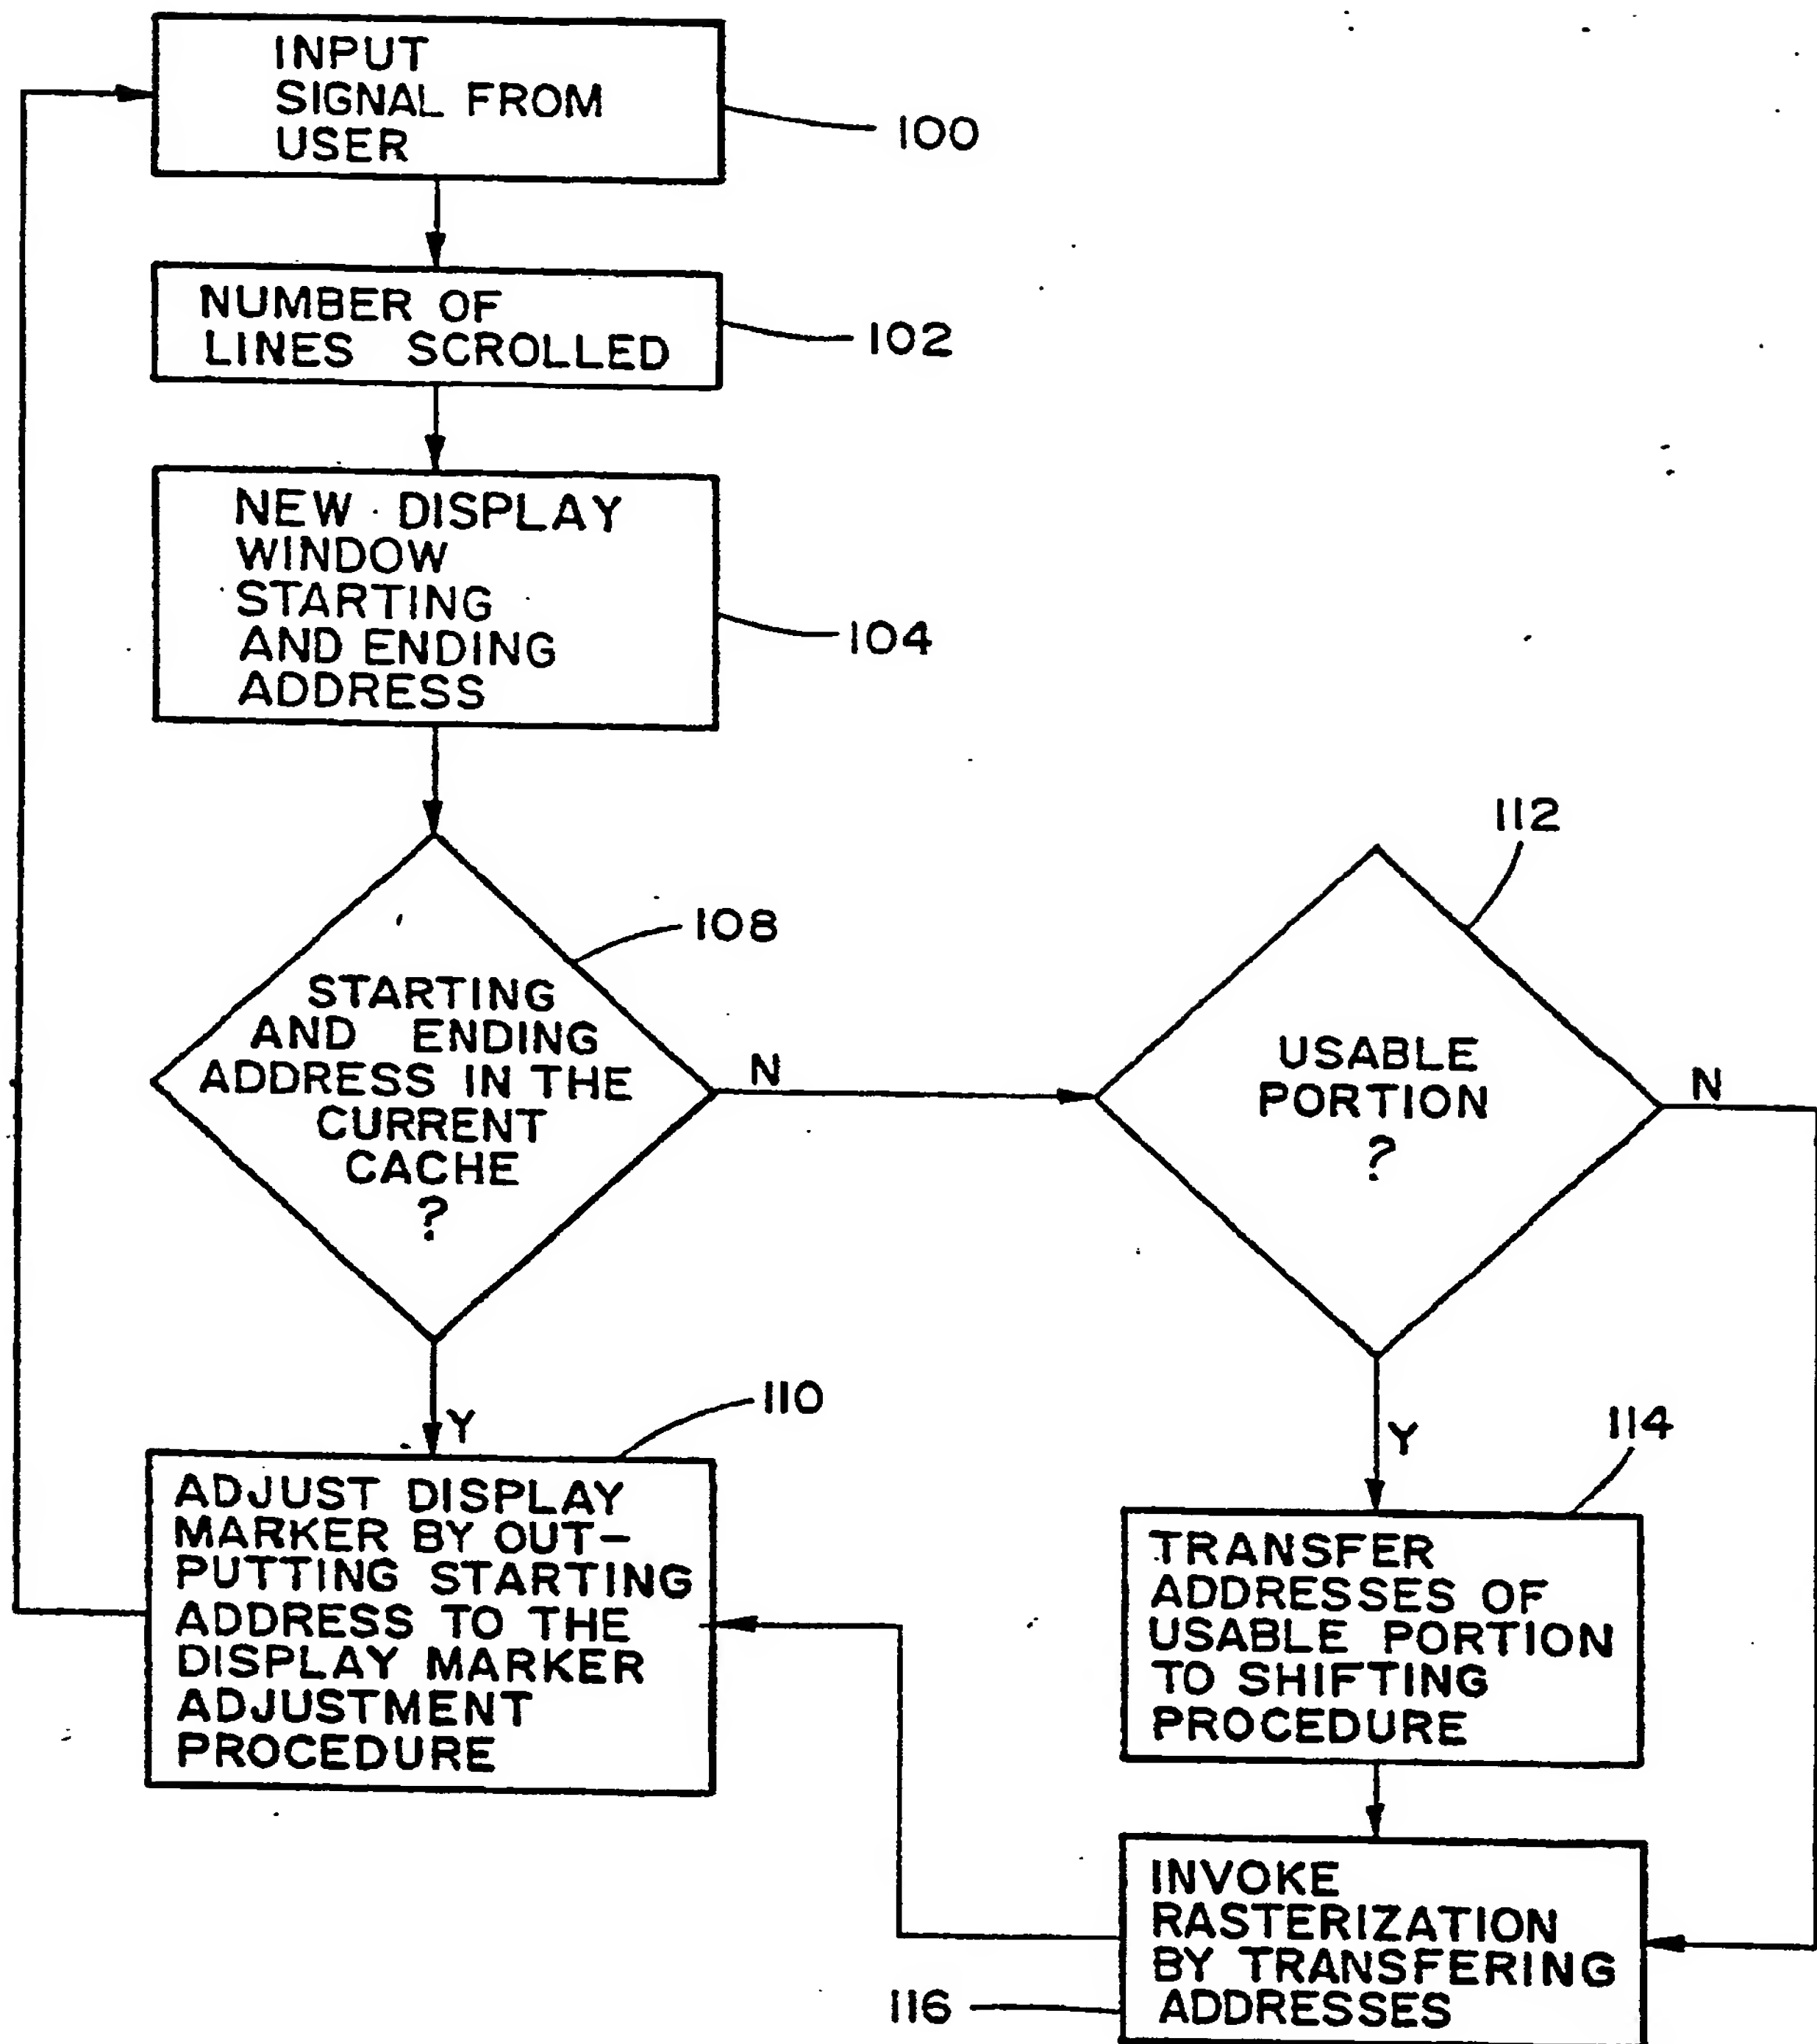 INPUT
SIGNAL FROM
USER
100
NUMBER OF
LINES SCROLLED
102
NEW DISPLAY
WINDOW
STARTING
AND ENDING
ADDRESS
104
108
STARTING
AND ENDING
ADDRESS IN THE
CURRENT
CACHE
?
N
Y
112
USABLE
PORTION
?
N
Y
110
ADJUST DISPLAY
MARKER BY OUT-
PUTTING STARTING
ADDRESS TO THE
DISPLAY MARKER
ADJUSTMENT
PROCEDURE
114
TRANSFER
ADDRESSES OF
USABLE PORTION
TO SHIFTING
PROCEDURE
INVOKE
RASTERIZATION
BY TRANSFERING
ADDRESSES
116